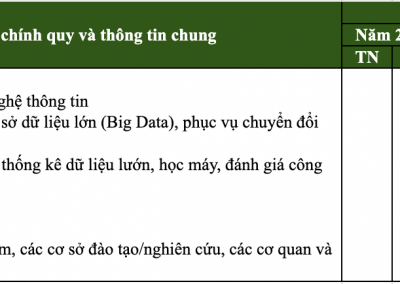 chính quy và thông tin chung
Năm 2
TN
ghệ thông tin
sở dữ liệu lớn (Big Data), phục vụ chuyển đổi
thống kê dữ liệu lướn, học máy, đánh giá công
m, các cơ sở đào tạo/nghiên cứu, các cơ quan và